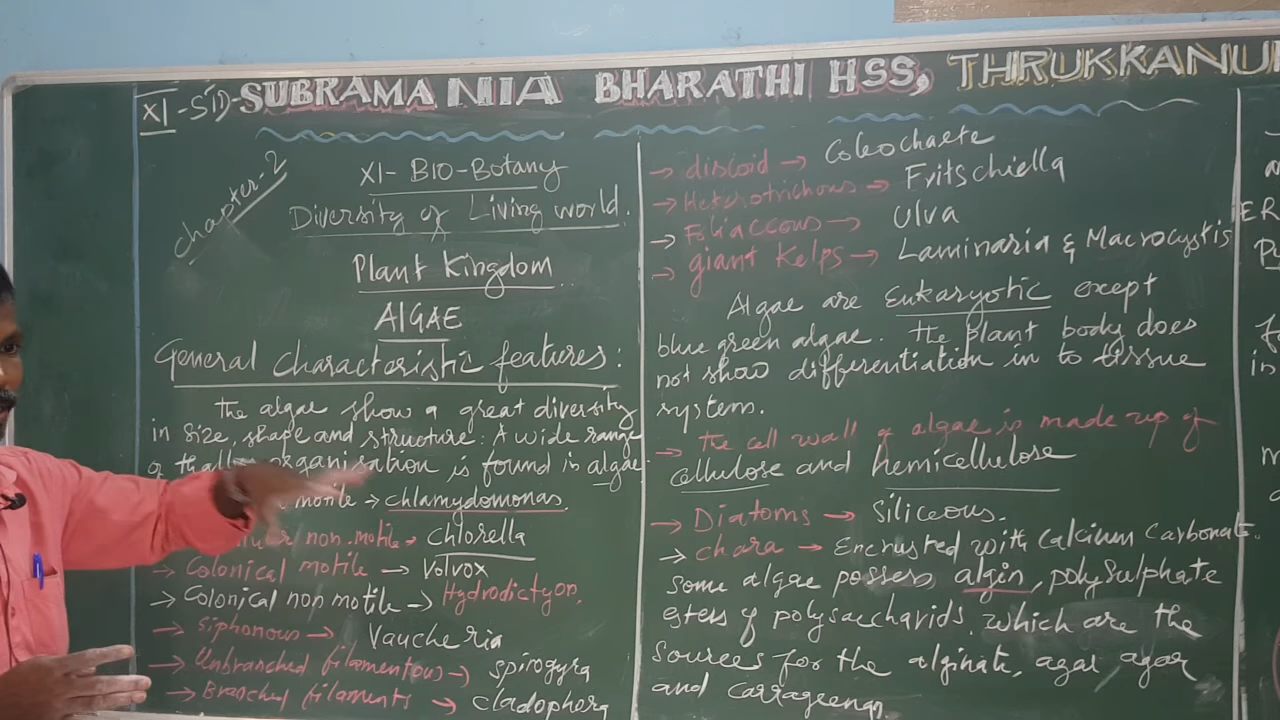 XI-STD-SUBRAMANIA BHARATHI HSS, THIRUKKANU
chapter-2
XI- BIO-Botany
Diversity of Living world.
Plant Kingdom
AlGAE
General characteristic features:
the algae show a great diversity
in size, shape and structure. A wide range
of organisation is found in algae.
motile → chlamydomonas.
non-motile → chlorella
→ Colonical motile → Volvox
→ Colonical non motile → Hydrodictyon.
→ Siphonous → Vaucheria
→ Unbranched filamentous → spirogyra
→ Branched filaments → cladophora
→ discoid → Coleochaete
→ Heterotrichous → Fritschiella
→ Foliaceous → Ulva
→ giant Kelps → Laminaria & Macrocystis
Algae are Eukaryotic except
blue green algae. the plant body does
not show differentiation in to tissue
system.
→ the cell wall of algae is made up of
cellulose and hemicellulose
→ Diatoms → Siliceous.
→ chara → Encrusted with Calcium Carbonate.
some algae possess algin, polysulphate
esters of polysaccharids. which are the
sources for the alginate, agar agar
and Carrageenan